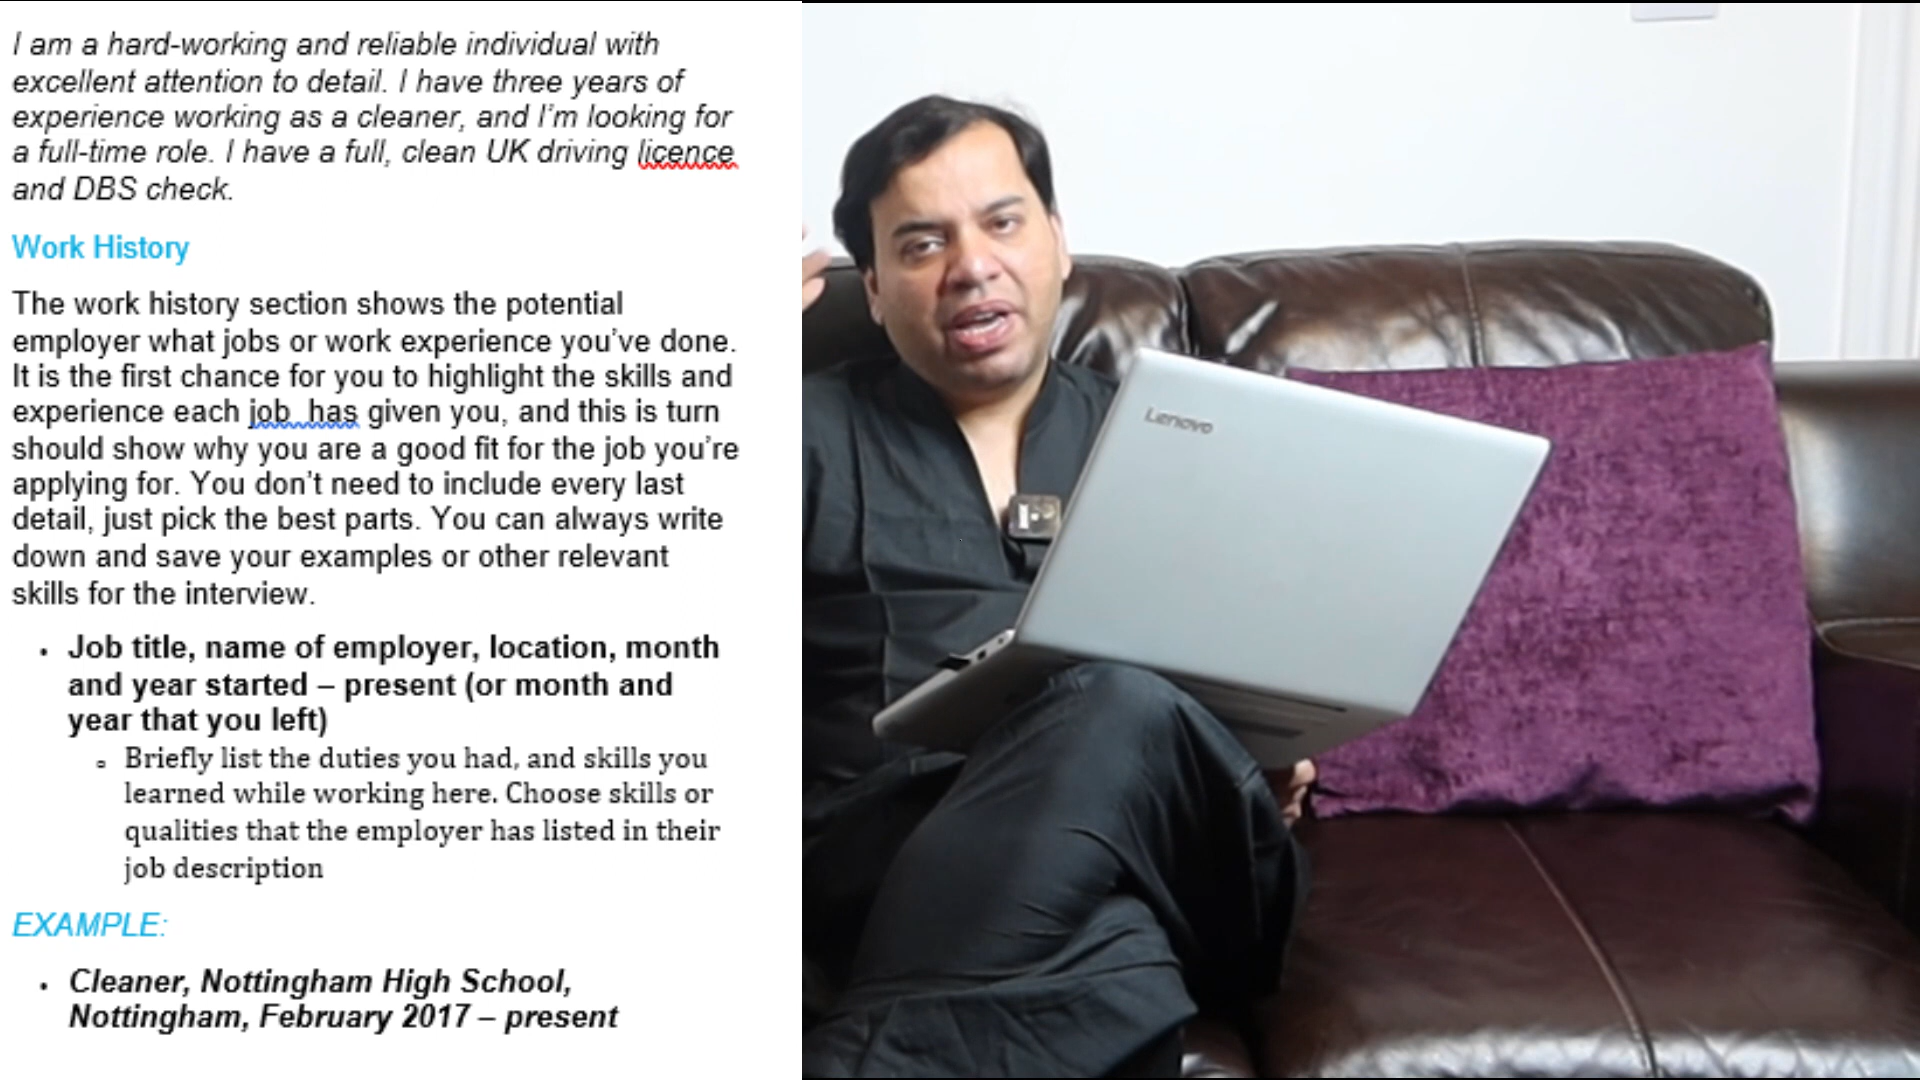 I am a hard-working and reliable individual with
excellent attention to detail. I have three years of
experience working as a cleaner, and I'm looking for
a full-time role. I have a full, clean UK driving licence
and DBS check.
Work History
The work history section shows the potential
employer what jobs or work experience you've done.
It is the first chance for you to highlight the skills and
experience each job  has given you, and this is turn
should show why you are a good fit for the job you're
applying for. You don't need to include every last
detail, just pick the best parts. You can always write
down and save your examples or other relevant
skills for the interview.
• Job title, name of employer, location, month
and year started – present (or month and
year that you left)
▫ Briefly list the duties you had, and skills you
learned while working here. Choose skills or
qualities that the employer has listed in their
job description
EXAMPLE:
• Cleaner, Nottingham High School,
Nottingham, February 2017 – present
Lenovo